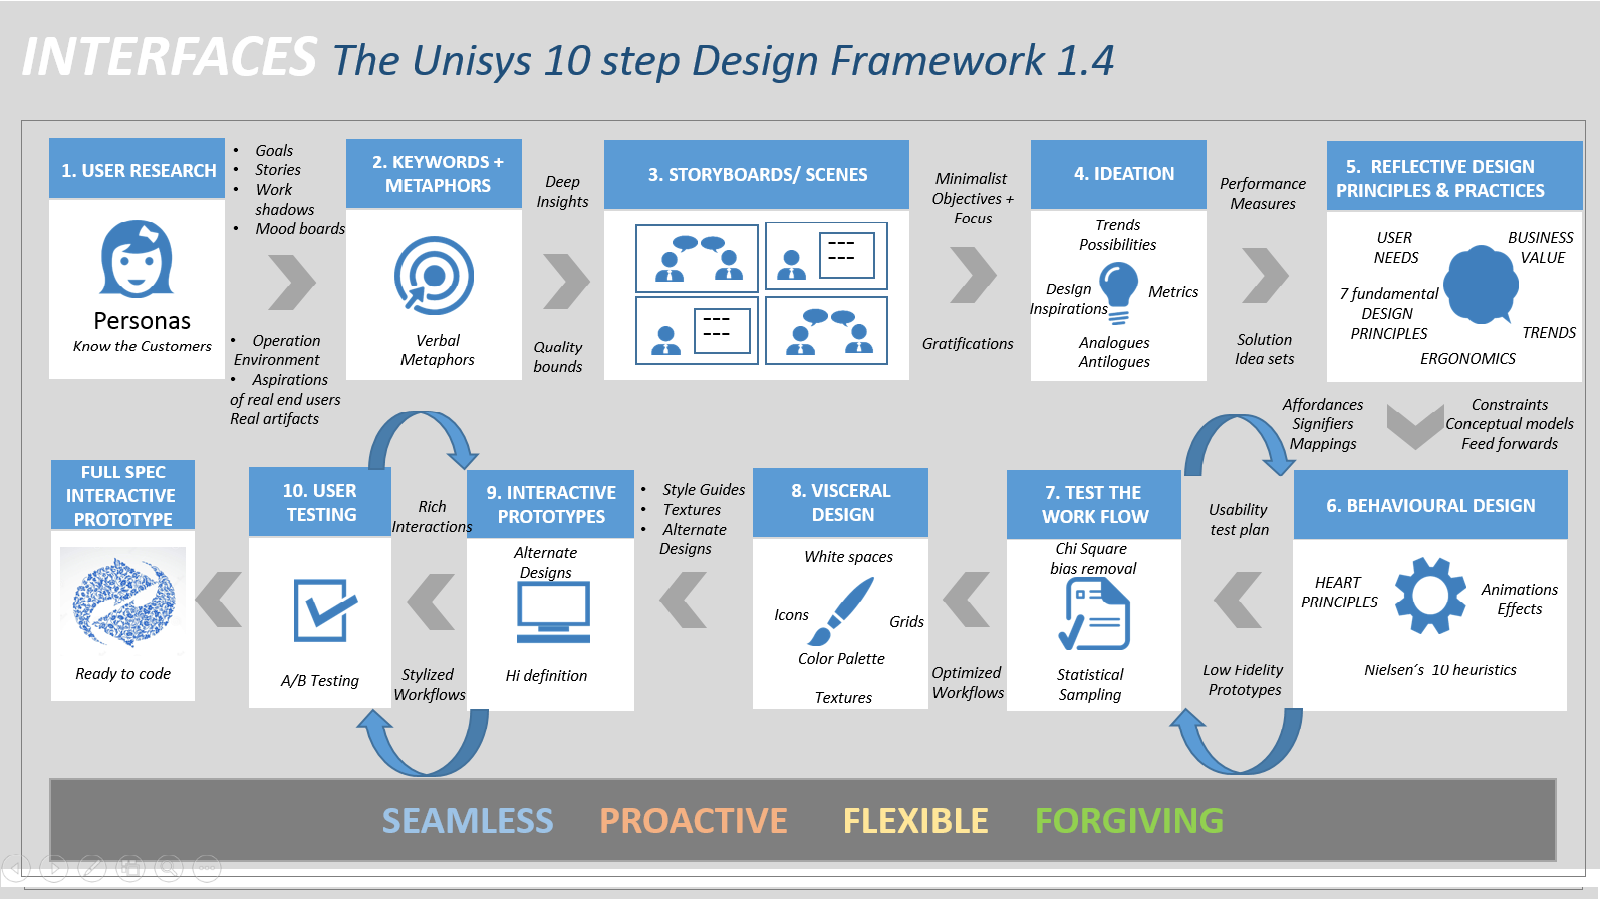 INTERFACES The Unisys 10 step Design Framework 1.4
1. USER RESEARCH
Personas
Know the Customers
• Goals
• Stories
• Work
shadows
• Mood boards
• Operation
Environment
• Aspirations
of real end users
Real artifacts
2. KEYWORDS +
METAPHORS
Verbal
Metaphors
Deep
Insights
Quality
bounds
3. STORYBOARDS/ SCENES
Minimalist
Objectives +
Focus
Gratifications
4. IDEATION
Trends
Possibilities
Design
Inspirations
Metrics
Analogues
Antilogues
Performance
Measures
Solution
Idea sets
5. REFLECTIVE DESIGN
PRINCIPLES & PRACTICES
USER
NEEDS
BUSINESS
VALUE
7 fundamental
DESIGN
PRINCIPLES
TRENDS
ERGONOMICS
Affordances
Signifiers
Mappings
Constraints
Conceptual models
Feed forwards
6. BEHAVIOURAL DESIGN
HEART
PRINCIPLES
Animations
Effects
Nielsen's 10 heuristics
Usability
test plan
Low Fidelity
Prototypes
7. TEST THE
WORK FLOW
Chi Square
bias removal
Statistical
Sampling
Optimized
Workflows
8. VISCERAL
DESIGN
White spaces
Icons
Grids
Color Palette
Textures
• Style Guides
• Textures
• Alternate
Designs
9. INTERACTIVE
PROTOTYPES
Alternate
Designs
Hi definition
Rich
Interactions
Stylized
Workflows
10. USER
TESTING
A/B Testing
FULL SPEC
INTERACTIVE
PROTOTYPE
Ready to code
SEAMLESS PROACTIVE FLEXIBLE FORGIVING